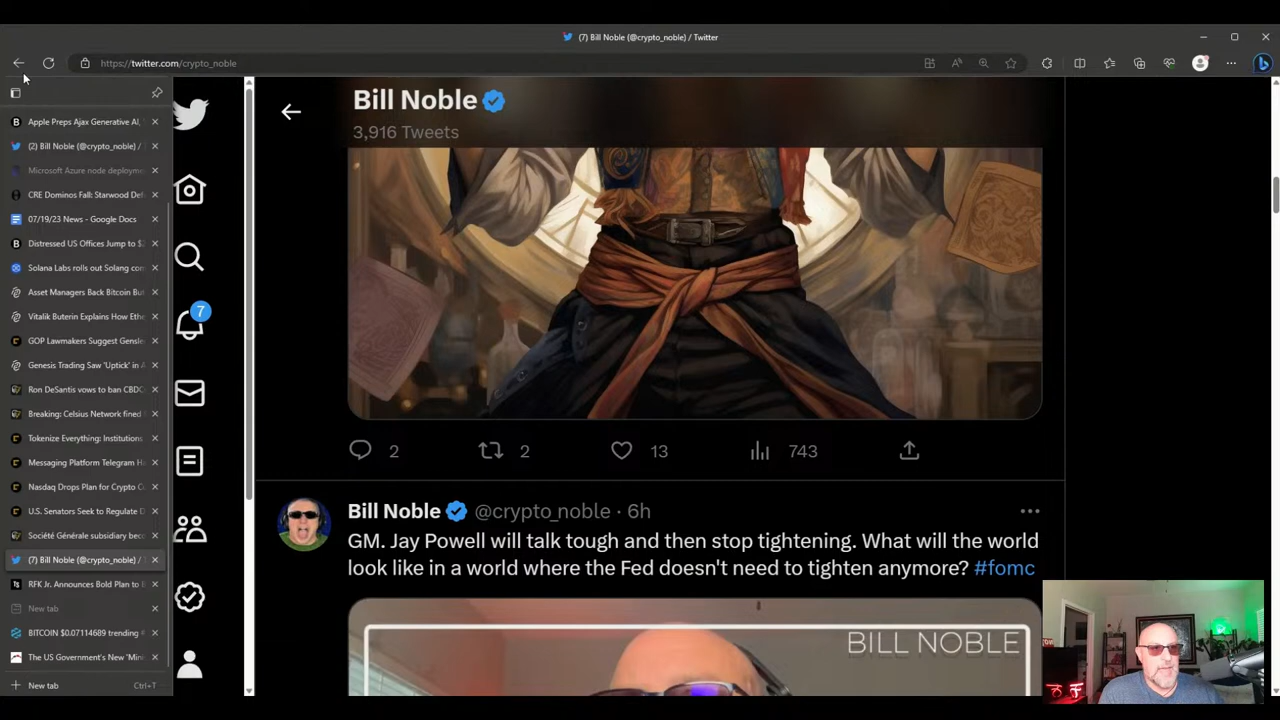 (7) Bill Noble (@crypto_noble) / Twitter
https://twitter.com/crypto_noble
Apple Preps Ajax Generative AI,
(2) Bill Noble (@crypto_noble) /
Microsoft Azure node deployme
CRE Dominos Fall: Starwood Def
07/19/23 News - Google Docs
Distressed US Offices Jump to $
Solana Labs rolls out Solang con
Asset Managers Back Bitcoin But
Vitalik Buterin Explains How Ethe
GOP Lawmakers Suggest Gensle
Genesis Trading Saw 'Uptick' in A
Ron DeSantis vows to ban CBDC
Breaking: Celsius Network fined
Tokenize Everything: Institutions
Messaging Platform Telegram Ha
Nasdaq Drops Plan for Crypto C
U.S. Senators Seek to Regulate D
Société Générale subsidiary beco
(7) Bill Noble (@crypto_noble) /
RFK Jr. Announces Bold Plan to B
New tab
BITCOIN $0.07114689 trending
The US Government's New 'Mini
New tab Ctrl+T
7
Bill Noble
3,916 Tweets
2 2 13 743
Bill Noble @crypto_noble · 6h
GM. Jay Powell will talk tough and then stop tightening. What will the world
look like in a world where the Fed doesn't need to tighten anymore? #fomc
BILL NOBLE